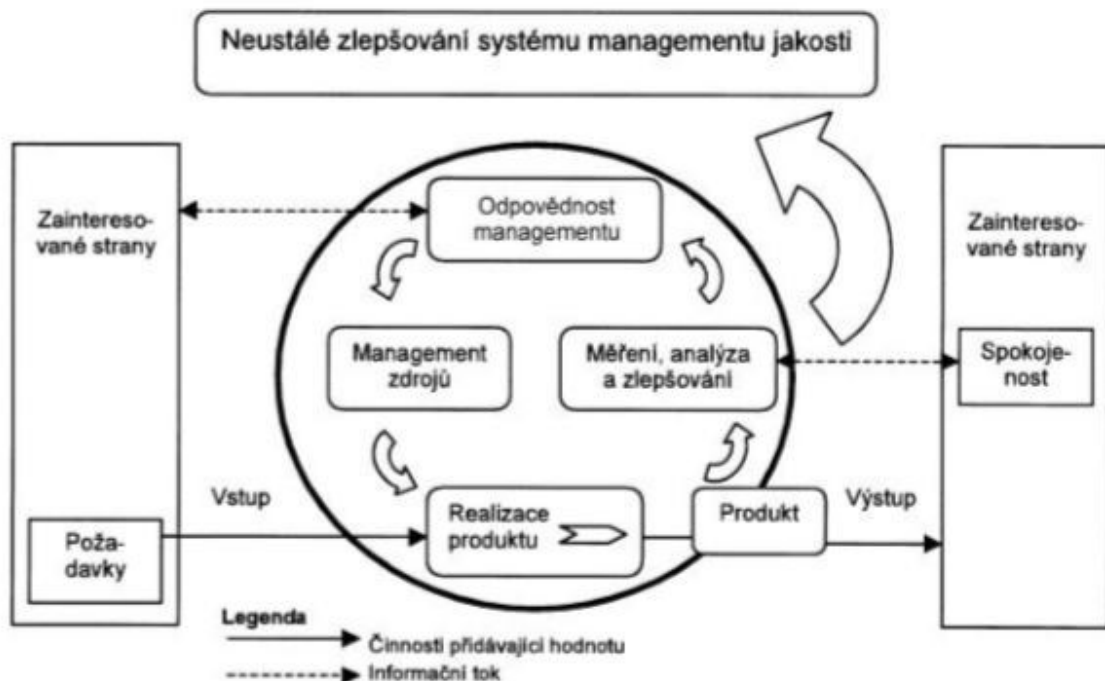 Neustálé zlepšování systému managementu jakosti
Zaintereso-
vané strany
Odpovědnost
managementu
Zaintereso-
vané strany
Management
zdrojů
Měření, analýza
a zlepšování
Spokoje-
nost
Vstup
Realizace
produktu
Produkt
Výstup
Poža-
davky
Legenda
Činnosti přidávající hodnotu
Informační tok